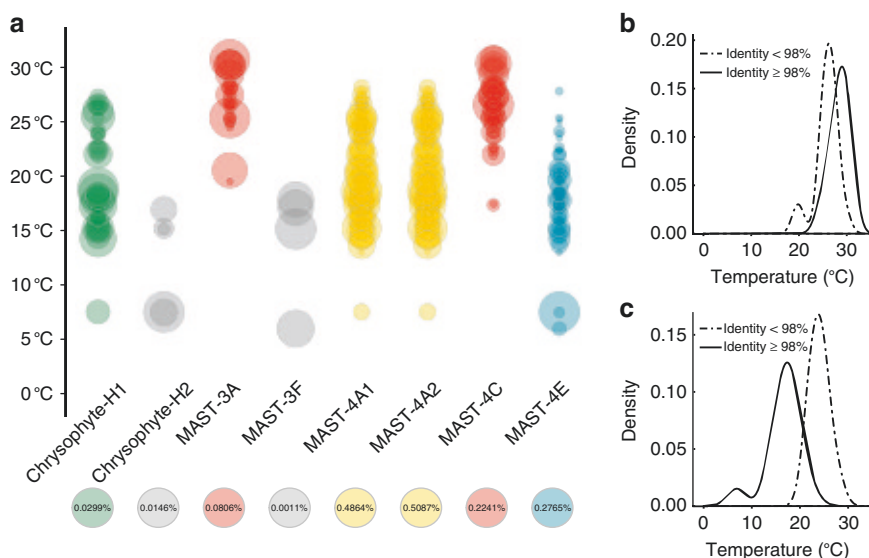 a
30 °C
25 °C
20 °C
15 °C
10 °C
5 °C
0 °C
Chrysophyte-H1
Chrysophyte-H2
MAST-3A
MAST-3F
MAST-4A1
MAST-4A2
MAST-4C
MAST-4E
0.0299%
0.0146%
0.0806%
0.0011%
0.4864%
0.5087%
0.2241%
0.2765%
b
0.20
0.15
0.10
0.05
0.00
Density
Identity < 98%
Identity ≥ 98%
0 10 20 30
Temperature (°C)
c
0.15
0.10
0.05
0.00
Density
Identity < 98%
Identity ≥ 98%
0 10 20 30
Temperature (°C)